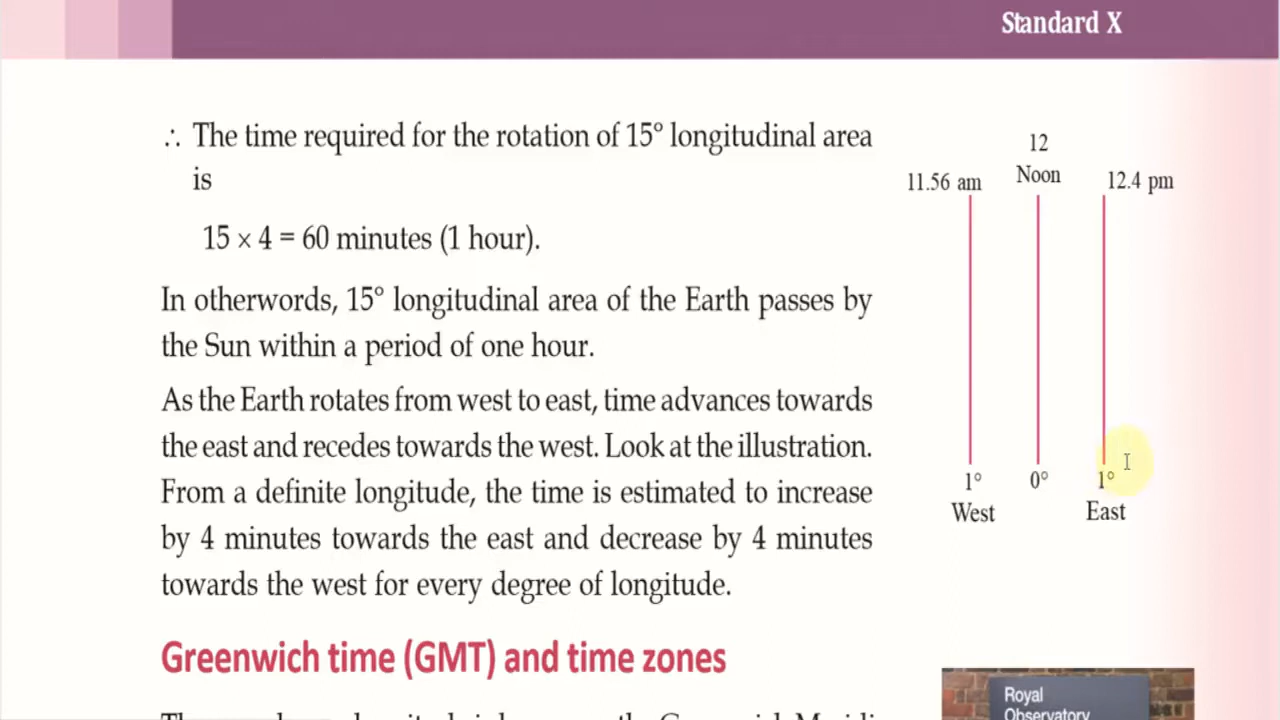 Standard X
∴ The time required for the rotation of 15° longitudinal area
is
15 × 4 = 60 minutes (1 hour).
In otherwords, 15° longitudinal area of the Earth passes by
the Sun within a period of one hour.
As the Earth rotates from west to east, time advances towards
the east and recedes towards the west. Look at the illustration.
From a definite longitude, the time is estimated to increase
by 4 minutes towards the east and decrease by 4 minutes
towards the west for every degree of longitude.
12
11.56 am Noon 12.4 pm
1° 0° 1°
West East
Greenwich time (GMT) and time zones
Royal
Observatory